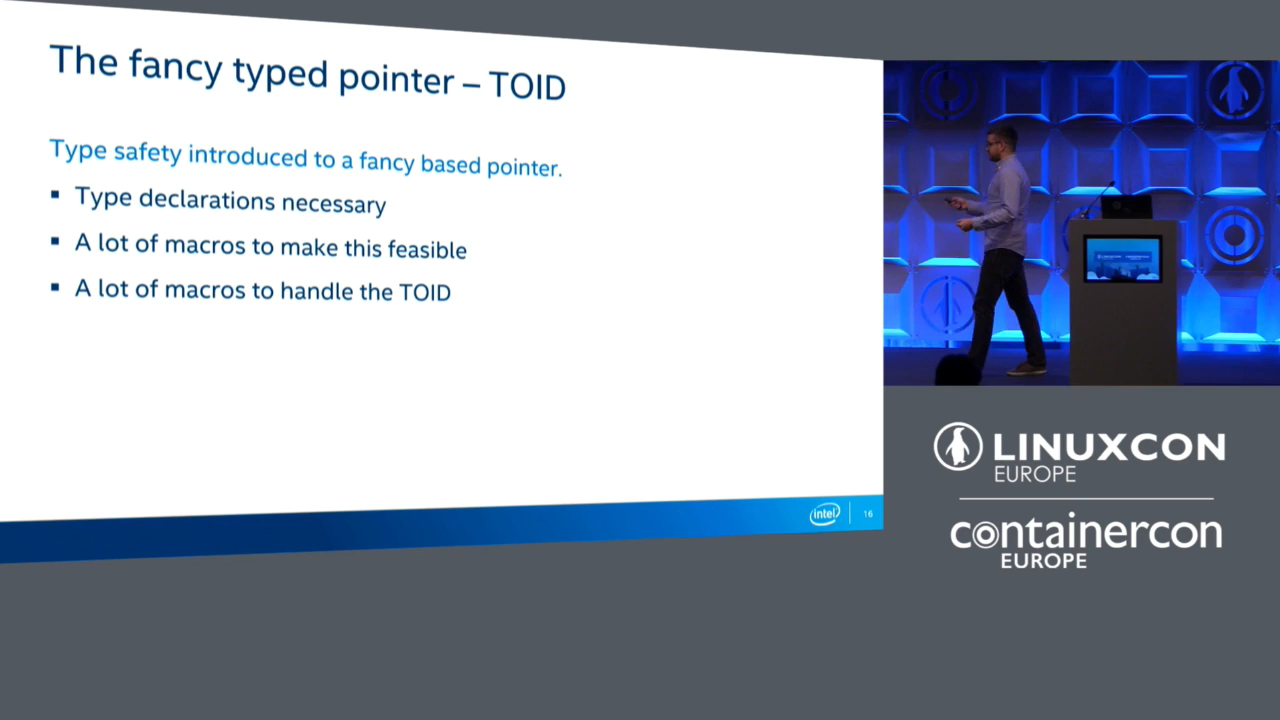 The fancy typed pointer – TOID
Type safety introduced to a fancy based pointer.
▪ Type declarations necessary
▪ A lot of macros to make this feasible
▪ A lot of macros to handle the TOID
intel
16
LINUXCON
EUROPE
containercon
EUROPE